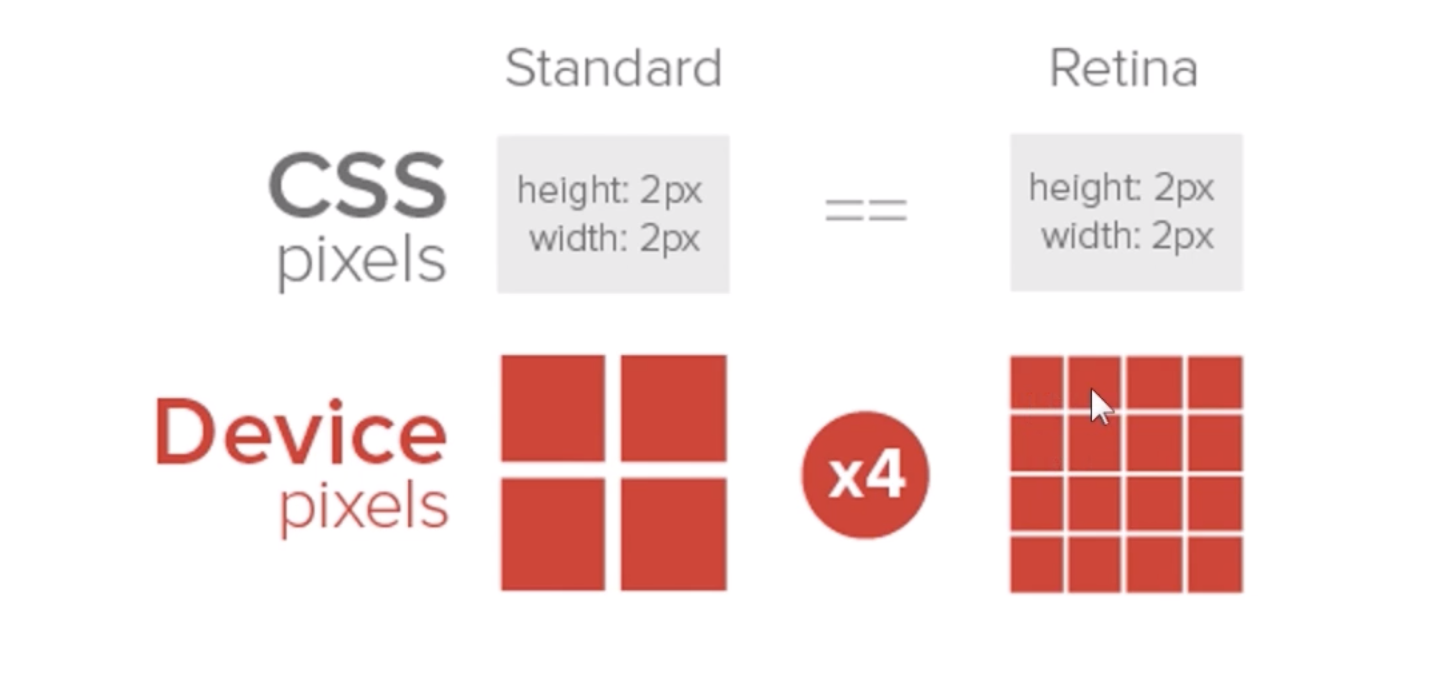 Standard
Retina
CSS
pixels
height: 2px
width: 2px
==
height: 2px
width: 2px
Device
pixels
x4